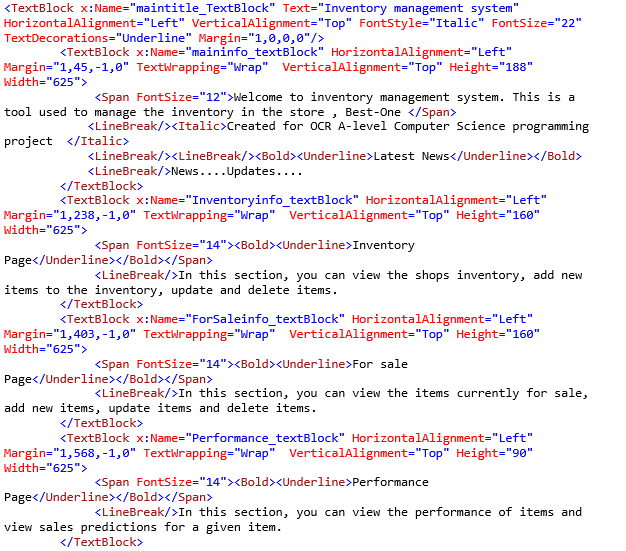 <TextBlock x:Name="maintitle_TextBlock" Text="Inventory management system"
HorizontalAlignment="Left" VerticalAlignment="Top" FontStyle="Italic" FontSize="22"
TextDecorations="Underline" Margin="1,0,0,0"/>
<TextBlock x:Name="maininfo_textBlock" HorizontalAlignment="Left"
Margin="1,45,-1,0" TextWrapping="Wrap"  VerticalAlignment="Top" Height="188"
Width="625">
<Span FontSize="12">Welcome to inventory management system. This is a
tool used to manage the inventory in the store , Best-One </Span>
<LineBreak/><Italic>Created for OCR A-level Computer Science programming
project  </Italic>
<LineBreak/><LineBreak/><Bold><Underline>Latest News</Underline></Bold>
<LineBreak/>News....Updates....
</TextBlock>
<TextBlock x:Name="Inventoryinfo_textBlock" HorizontalAlignment="Left"
Margin="1,238,-1,0" TextWrapping="Wrap"  VerticalAlignment="Top" Height="160"
Width="625">
<Span FontSize="14"><Bold><Underline>Inventory
Page</Underline></Bold></Span>
<LineBreak/>In this section, you can view the shops inventory, add new
items to the inventory, update and delete items.
</TextBlock>
<TextBlock x:Name="ForSaleinfo_textBlock" HorizontalAlignment="Left"
Margin="1,403,-1,0" TextWrapping="Wrap"  VerticalAlignment="Top" Height="160"
Width="625">
<Span FontSize="14"><Bold><Underline>For sale
Page</Underline></Bold></Span>
<LineBreak/>In this section, you can view the items currently for sale,
add new items, update items and delete items.
</TextBlock>
<TextBlock x:Name="Performance_textBlock" HorizontalAlignment="Left"
Margin="1,568,-1,0" TextWrapping="Wrap"  VerticalAlignment="Top" Height="90"
Width="625">
<Span FontSize="14"><Bold><Underline>Performance
Page</Underline></Bold></Span>
<LineBreak/>In this section, you can view the performance of items and
view sales predictions for a given item.
</TextBlock>